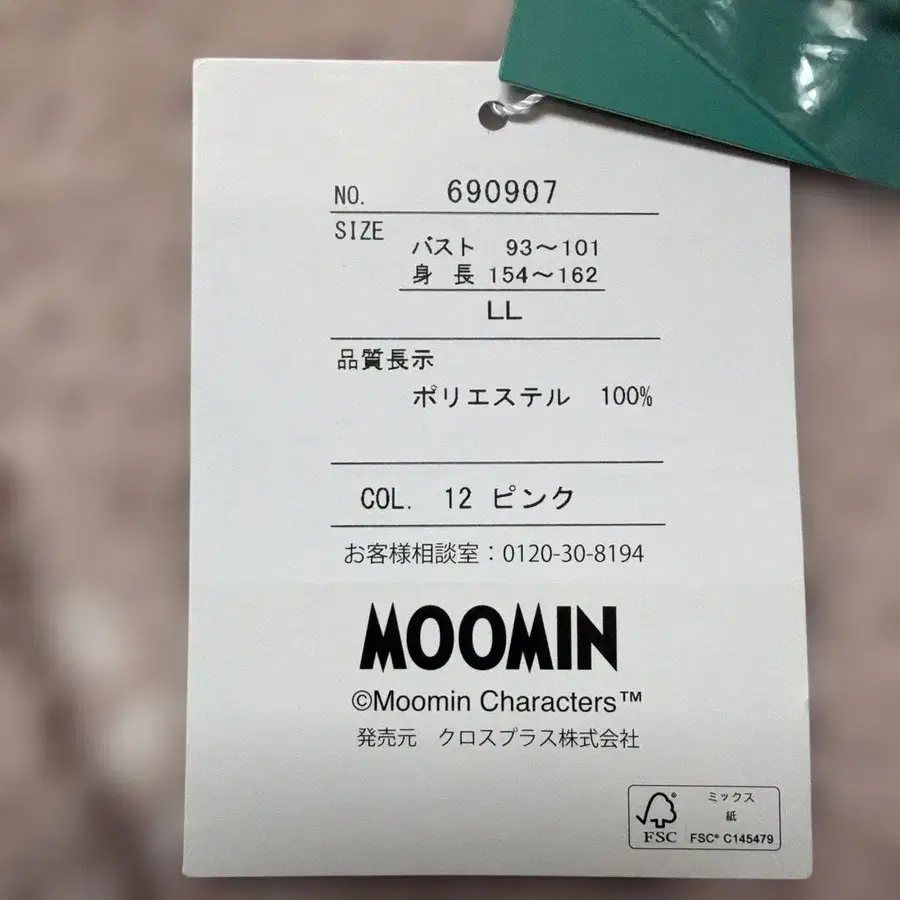 NO. 690907
SIZE
バスト 93～101
身 長 154～162
LL
品質長示
ポリエステル 100%
COL. 12 ピンク
お客様相談室：0120-30-8194
MOOMIN
©Moomin Characters™
発売元 クロスプラス株式会社
ミックス
紙
FSC
FSC® C145479